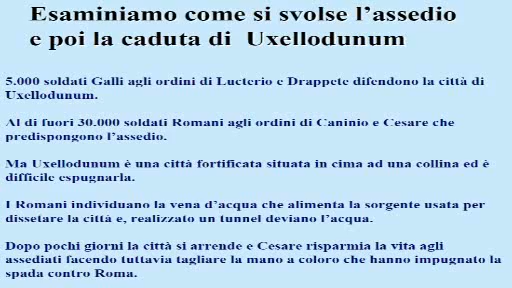 Esaminiamo come si svolse l'assedio
e poi la caduta di Uxellodunum
5.000 soldati Galli agli ordini di Lucterio e Drappete difendono la città di
Uxellodunum.
Al di fuori 30.000 soldati Romani agli ordini di Caninio e Cesare che
predispongono l'assedio.
Ma Uxellodunum è una città fortificata situata in cima ad una collina ed è
difficile espugnarla.
I Romani individuano la vena d'acqua che alimenta la sorgente usata per
dissetare la città e, realizzato un tunnel deviano l'acqua.
Dopo pochi giorni la città si arrende e Cesare risparmia la vita agli
assediati facendo tuttavia tagliare la mano a coloro che hanno impugnato la
spada contro Roma.